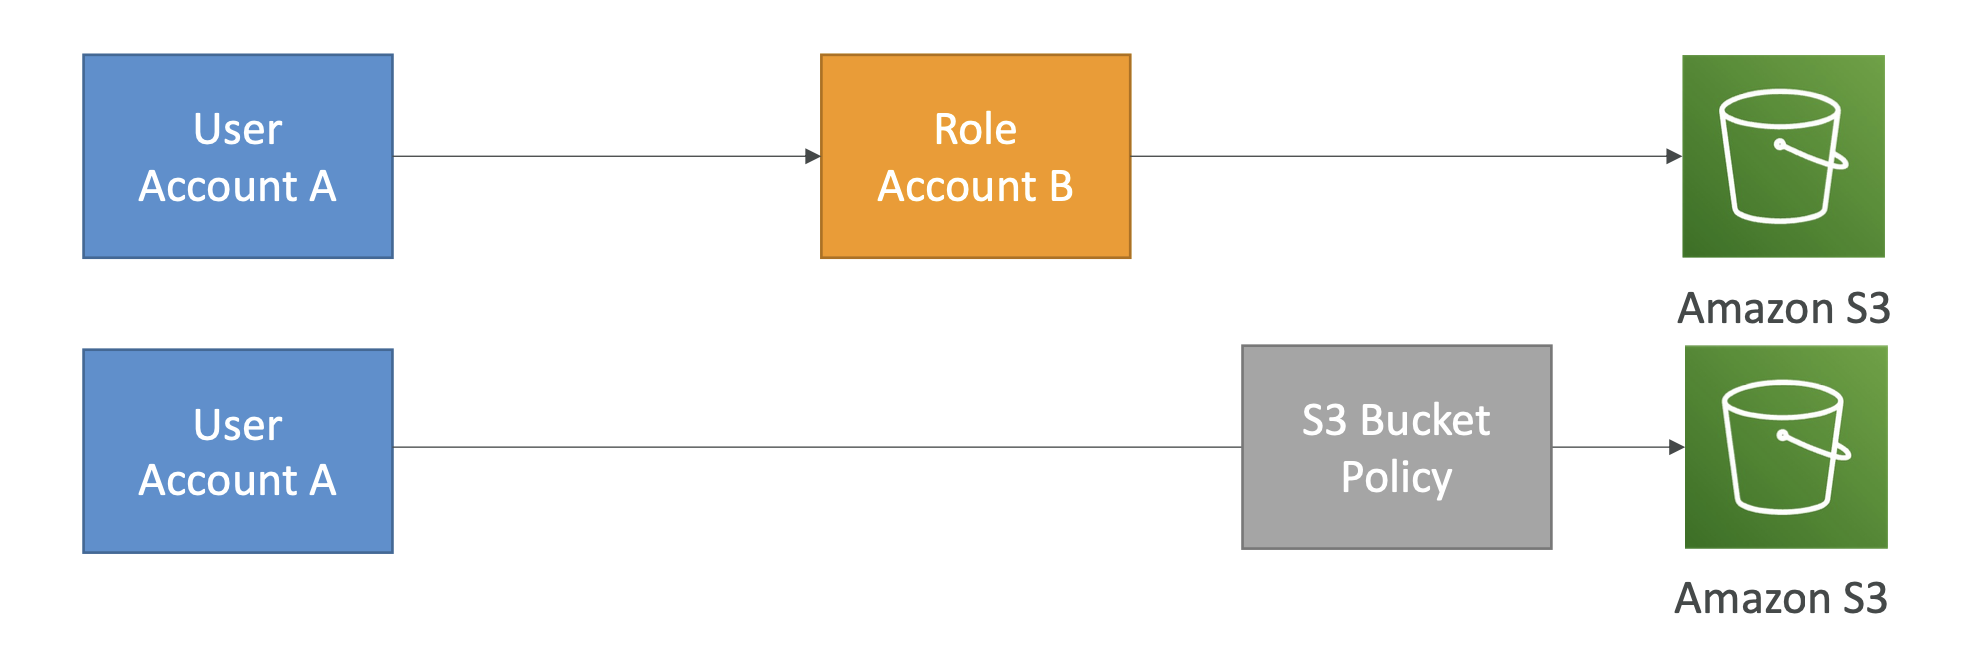 User
Account A
Role
Account B
Amazon S3
User
Account A
S3 Bucket
Policy
Amazon S3